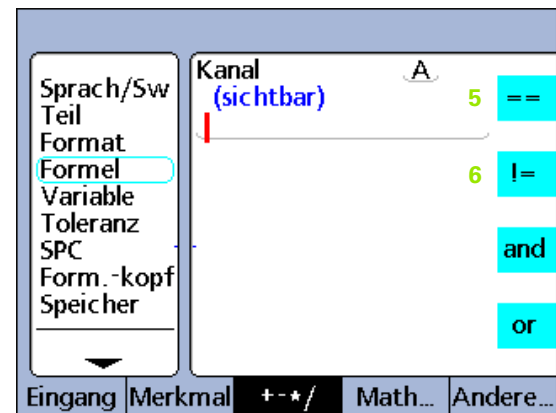 Sprach/Sw
Teil
Format
Formel
Variable
Toleranz
SPC
Form.-kopf
Speicher
Kanal A
(sichtbar)
5 ==
6 !=
and
or
Eingang Merkmal +-*/ Math... Andere...